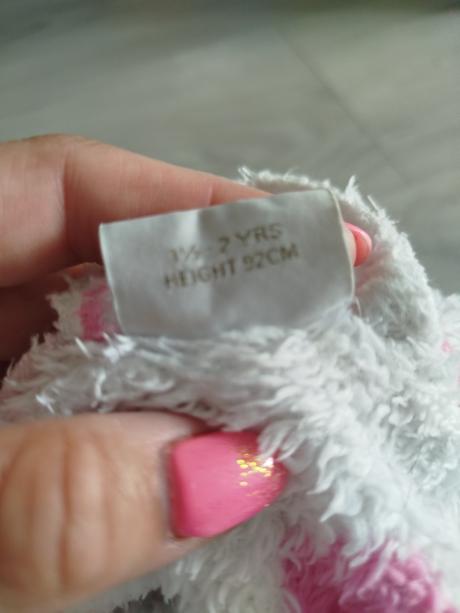 1½ - 2 YRS
HEIGHT 92CM